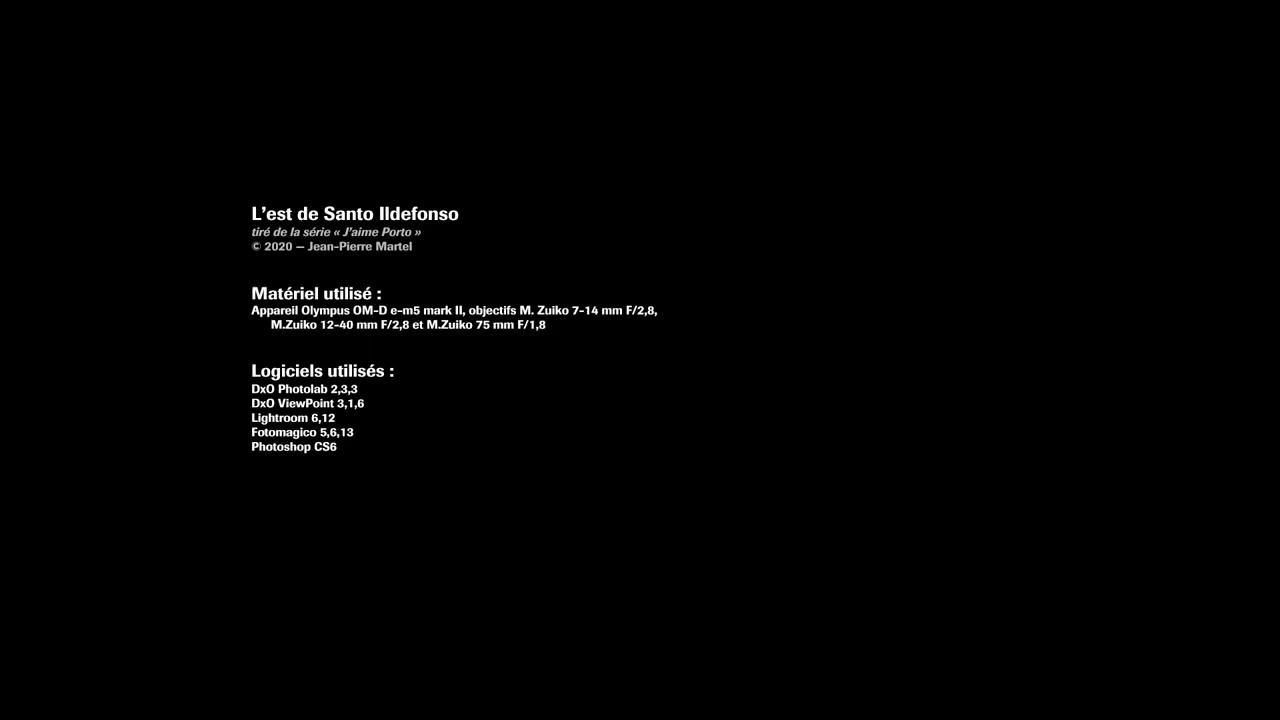 L’est de Santo Ildefonso
tiré de la série « J’aime Porto »
© 2020 — Jean-Pierre Martel
Matériel utilisé :
Appareil Olympus OM-D e-m5 mark II, objectifs M. Zuiko 7-14 mm F/2,8,
M.Zuiko 12-40 mm F/2,8 et M.Zuiko 75 mm F/1,8
Logiciels utilisés :
DxO Photolab 2,3,3
DxO ViewPoint 3,1,6
Lightroom 6,12
Fotomagico 5,6,13
Photoshop CS6